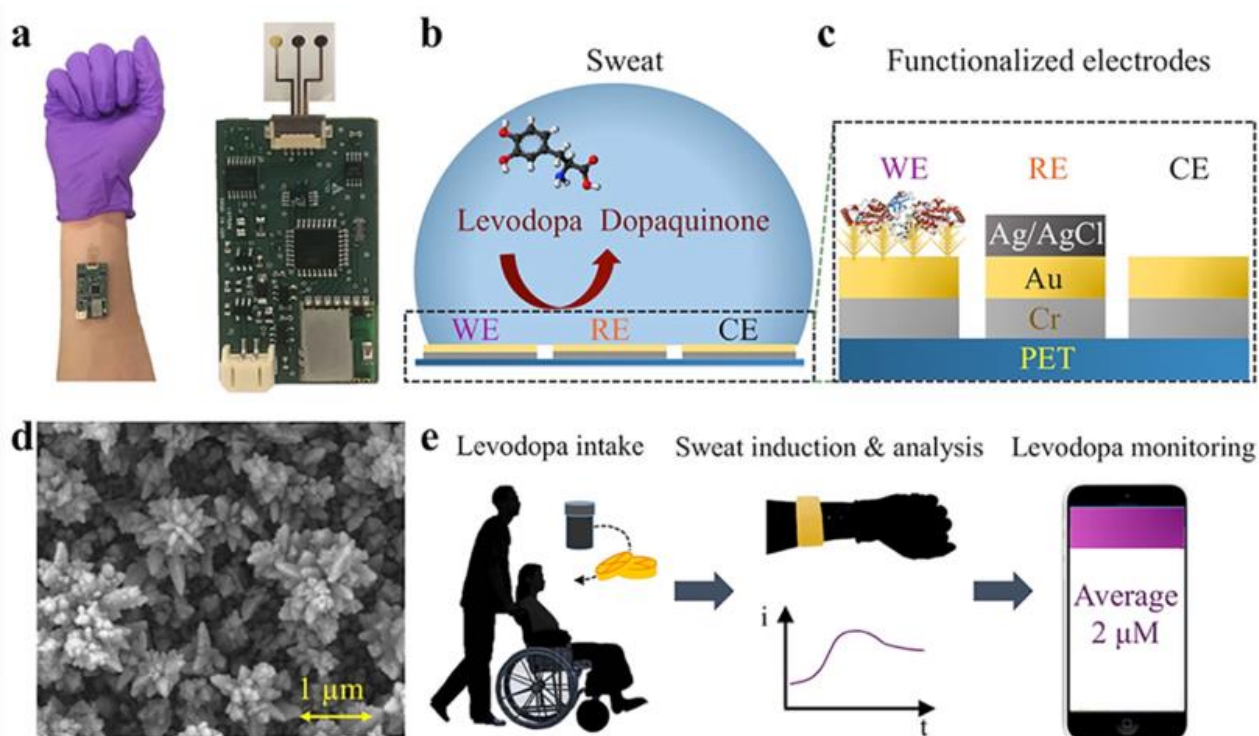 a
b
Sweat
Levodopa Dopaquinone
WE RE CE
c
Functionalized electrodes
WE RE CE
Ag/AgCl
Au
Cr
PET
d
1 µm
e
Levodopa intake
Sweat induction & analysis
Levodopa monitoring
i
t
Average
2 µM